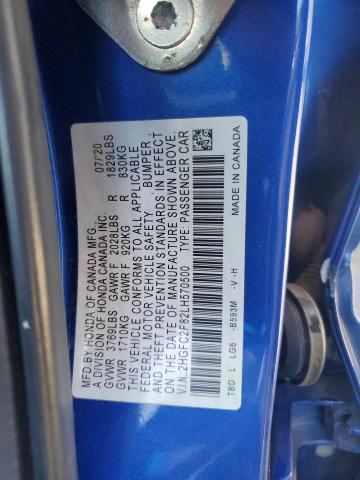 MFD.BY HONDA OF CANADA MFG. 07/20
A DIVISION OF HONDA CANADA INC.
GVWR 3769LBS GAWR F 2028LBS R 1829LBS
GVWR 1710KG GAWR F 920KG R 830KG
THIS VEHICLE CONFORMS TO ALL APPLICABLE
FEDERAL MOTOR VEHICLE SAFETY, BUMPER,
AND THEFT PREVENTION STANDARDS IN EFFECT
ON THE DATE OF MANUFACTURE SHOWN ABOVE.
V.I.N.:2HGFC2F82LH570500 TYPE:PASSENGER CAR
TBD L LG6 -B593M -V -H
MADE IN CANADA